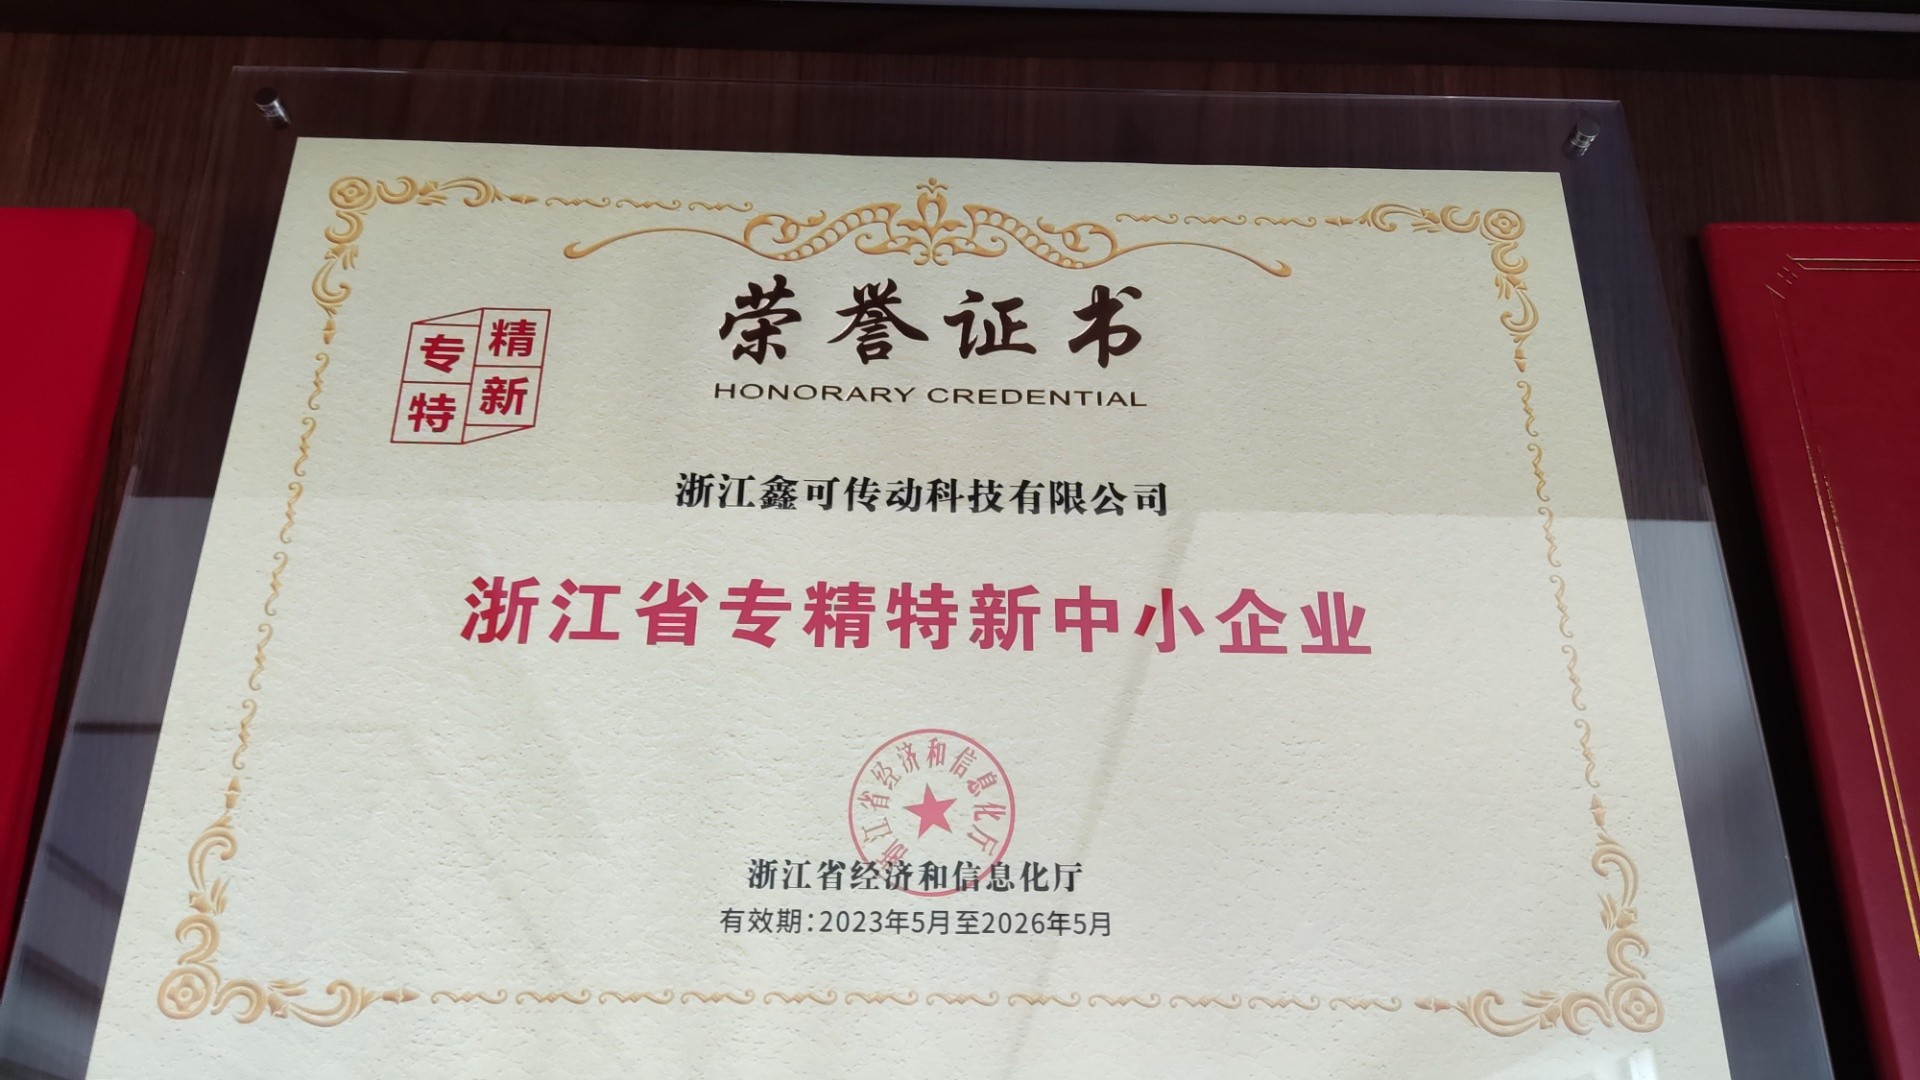 荣誉证书
HONORARY CREDENTIAL
专精
特新
浙江鑫可传动科技有限公司
浙江省专精特新中小企业
浙江省经济和信息化厅
浙江省经济和信息化厅
有效期：2023年5月至2026年5月